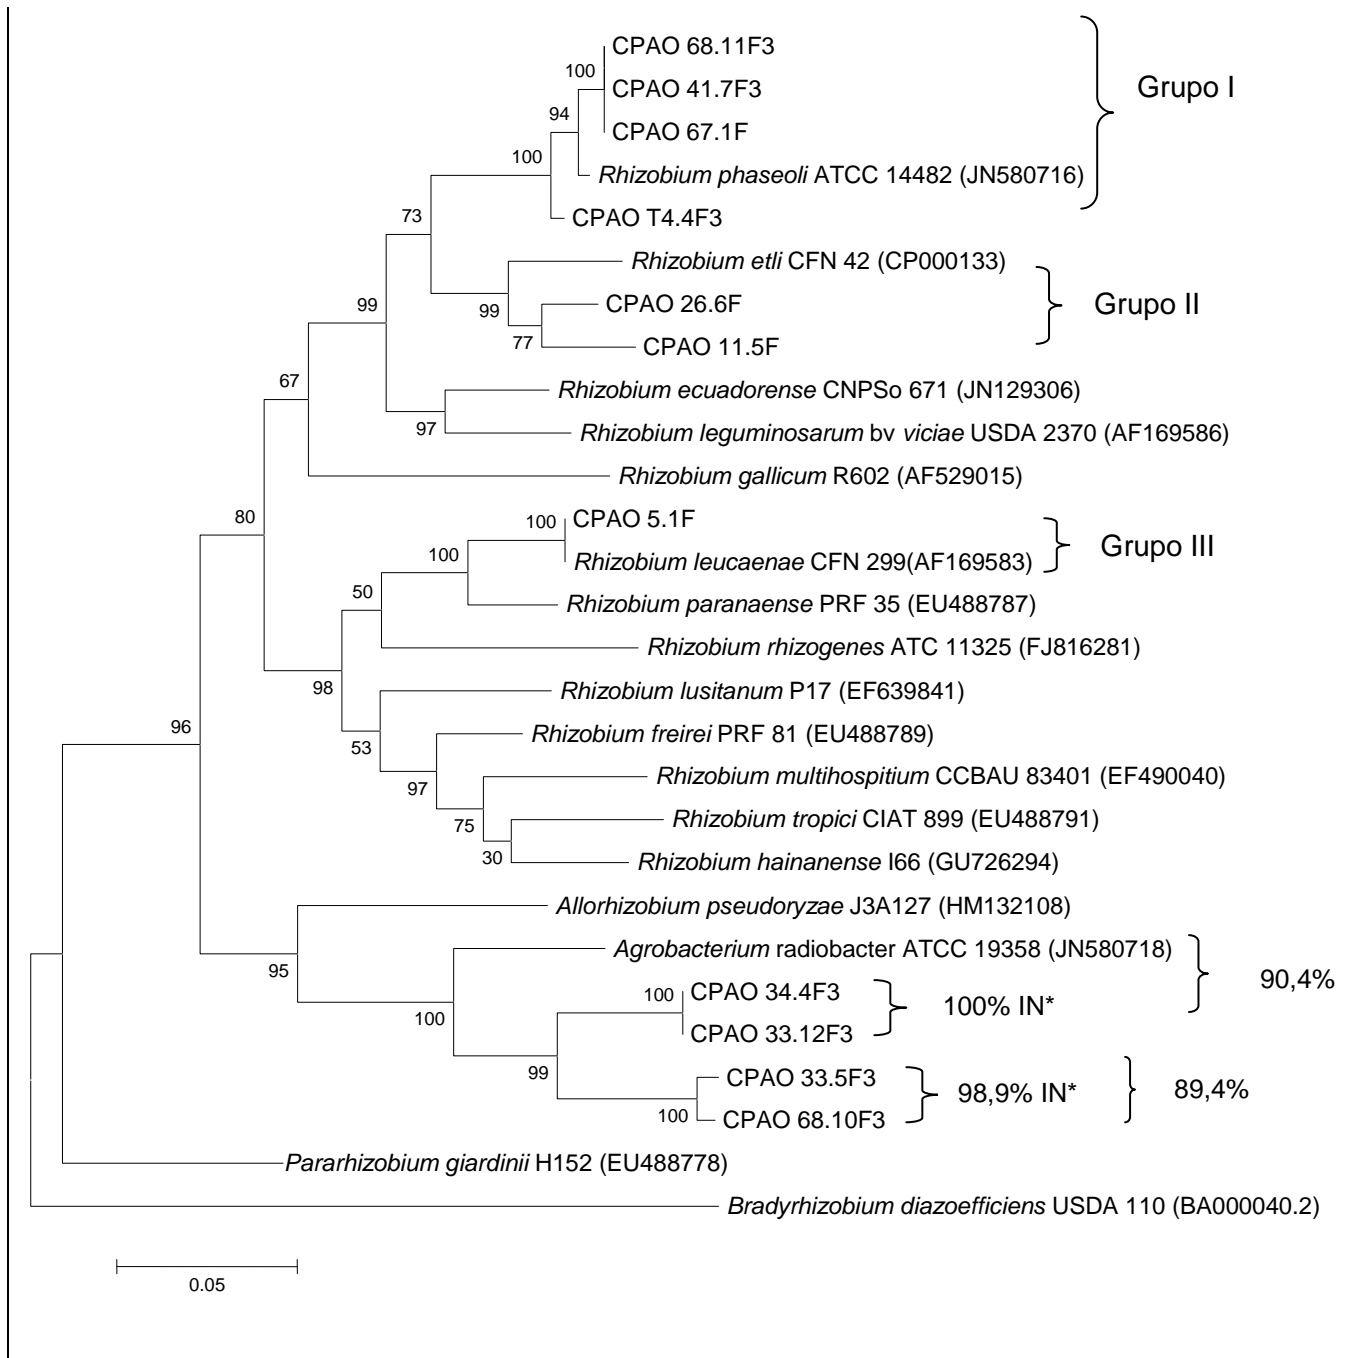 CPAO 68.11F3
100
CPAO 41.7F3
Grupo I
94
CPAO 67.1F
100
Rhizobium phaseoli ATCC 14482 (JN580716)
73
CPAO T4.4F3
Rhizobium etli CFN 42 (CP000133)
99
99
CPAO 26.6F
Grupo II
77
CPAO 11.5F
67
Rhizobium ecuadorense CNPSo 671 (JN129306)
97
Rhizobium leguminosarum bv viciae USDA 2370 (AF169586)
Rhizobium gallicum R602 (AF529015)
80
100
CPAO 5.1F
Grupo III
100
Rhizobium leucaenae CFN 299(AF169583)
50
Rhizobium paranaense PRF 35 (EU488787)
Rhizobium rhizogenes ATC 11325 (FJ816281)
98
Rhizobium lusitanum P17 (EF639841)
96
53
Rhizobium freirei PRF 81 (EU488789)
97
Rhizobium multihospitium CCBAU 83401 (EF490040)
75
Rhizobium tropici CIAT 899 (EU488791)
30
Rhizobium hainanense I66 (GU726294)
Allorhizobium pseudoryzae J3A127 (HM132108)
95
Agrobacterium radiobacter ATCC 19358 (JN580718)
90,4%
100
100
CPAO 34.4F3
100% IN*
CPAO 33.12F3
99
CPAO 33.5F3
98,9% IN*
89,4%
100
CPAO 68.10F3
Pararhizobium giardinii H152 (EU488778)
Bradyrhizobium diazoefficiens USDA 110 (BA000040.2)
0.05